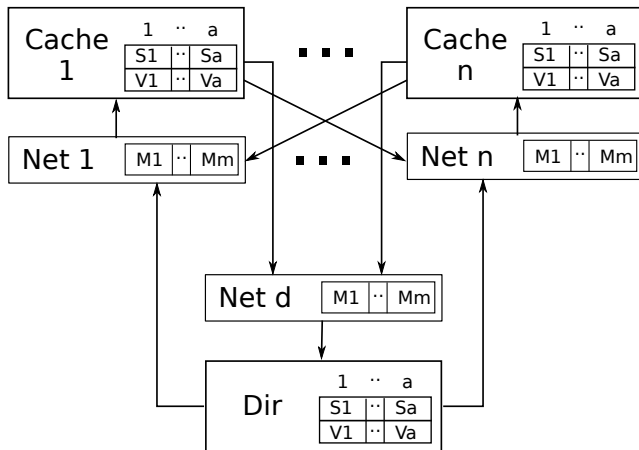 Cache 1
1 ·· a
S1 ·· Sa
V1 ·· Va
Cache n
1 ·· a
S1 ·· Sa
V1 ·· Va
Net 1 M1 ·· Mm
Net n M1 ·· Mm
Net d M1 ·· Mm
Dir
1 ·· a
S1 ·· Sa
V1 ·· Va